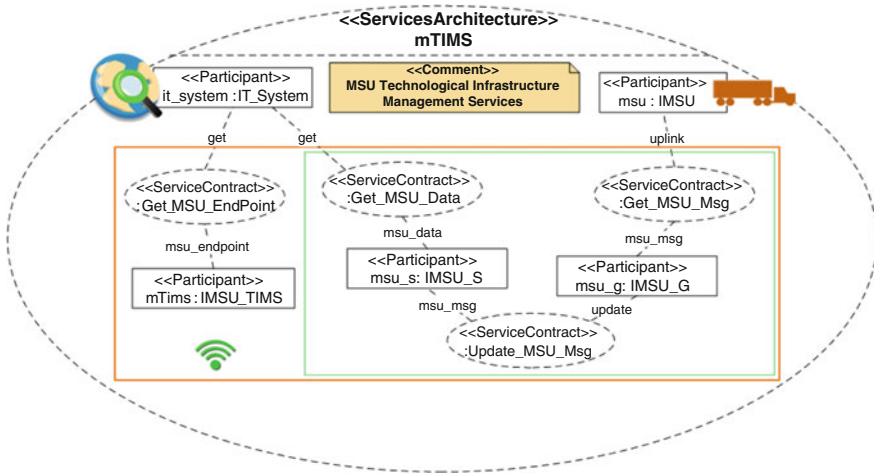 <<ServicesArchitecture>>
mTIMS
<<Participant>>
it_system :IT_System
<<Comment>>
MSU Technological Infrastructure
Management Services
<<Participant>>
msu : IMSU
get
get
uplink
<<ServiceContract>>
:Get_MSU_EndPoint
<<ServiceContract>>
:Get_MSU_Data
<<ServiceContract>>
:Get_MSU_Msg
msu_endpoint
msu_data
msu_msg
<<Participant>>
mTims : IMSU_TIMS
<<Participant>>
msu_s: IMSU_S
<<Participant>>
msu_g: IMSU_G
msu_msg
update
<<ServiceContract>>
:Update_MSU_Msg